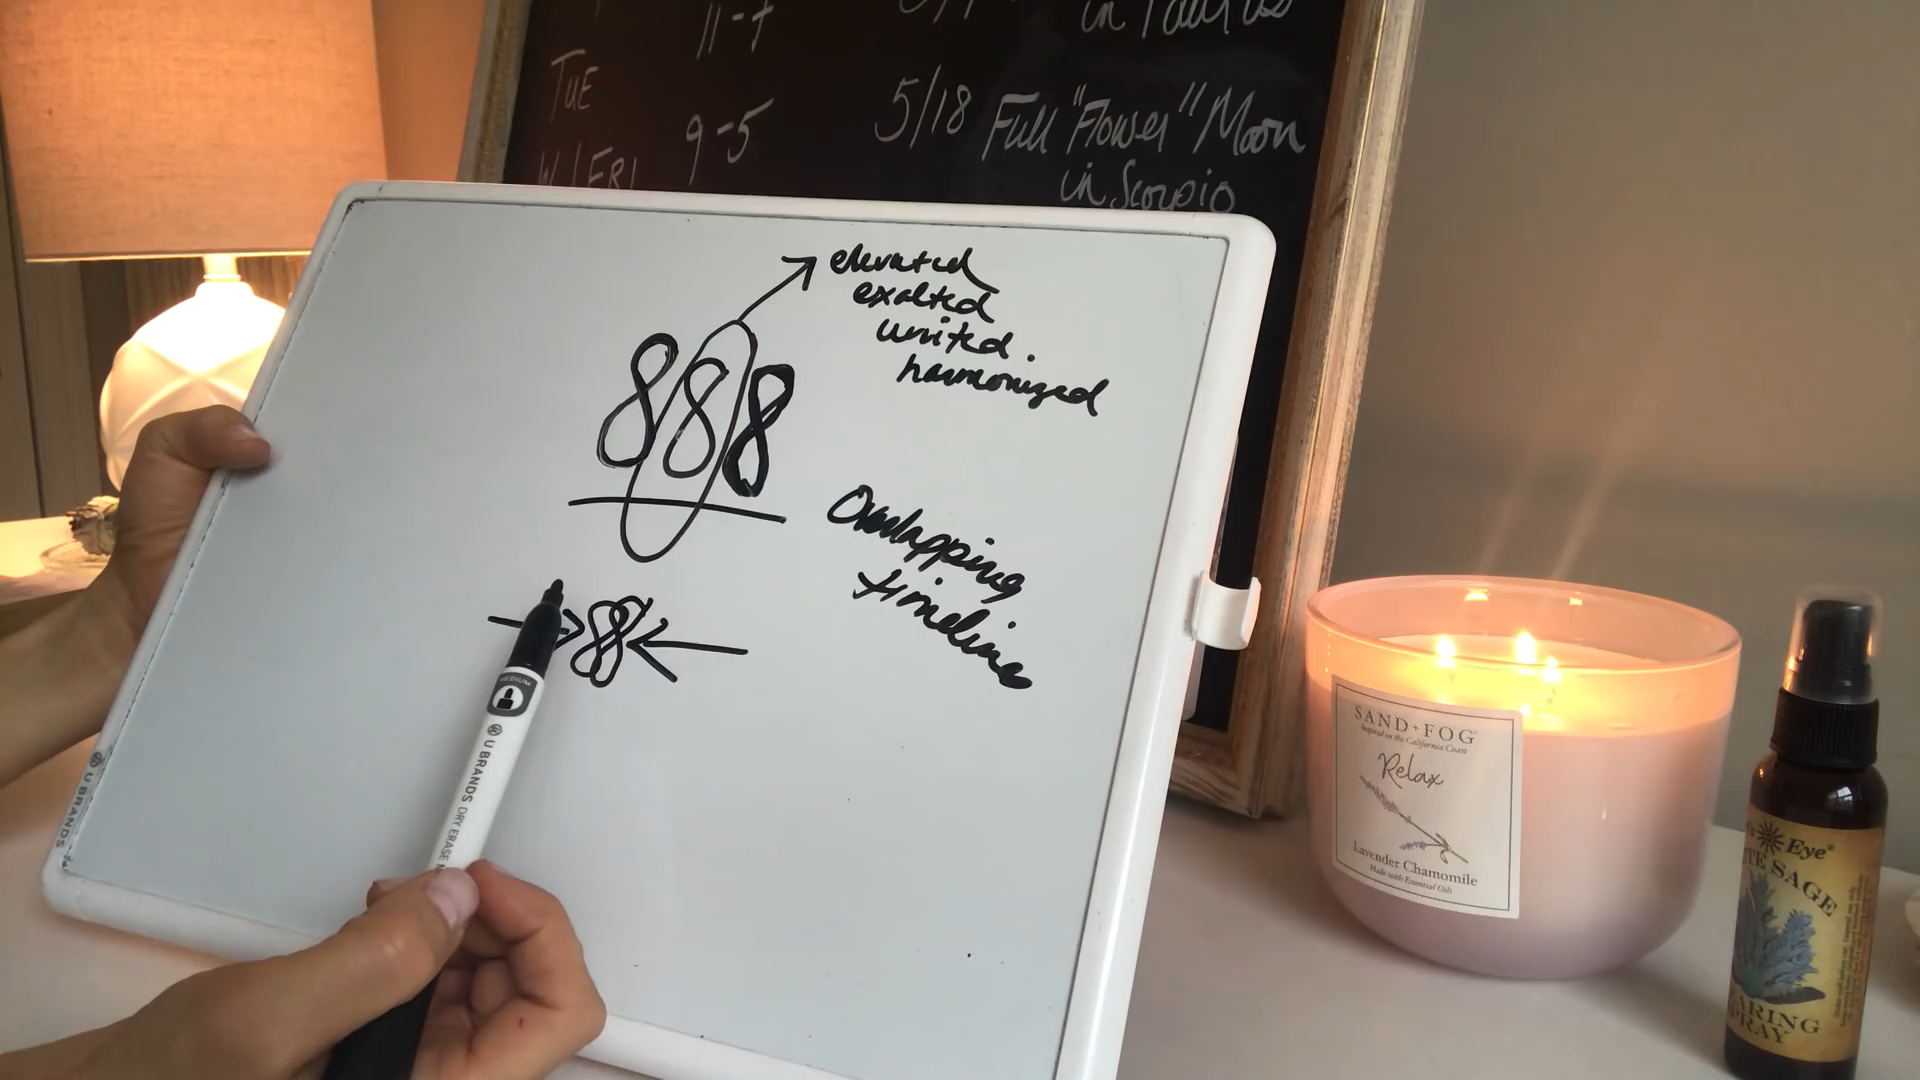 11-7
in Taurus
TUE
9-5
5/18 Full "Flower" Moon
W/FRI
in Scorpio
elevated
exalted
united.
harmonized
888
Overlapping
timelines
88
MEDIUM
U BRANDS DRY ERASE
U BRANDS
SAND+FOG
Inspired on the California Coast
Relax
Lavender Chamomile
Made with Essential Oils
Eye
SAGE
SPRAY